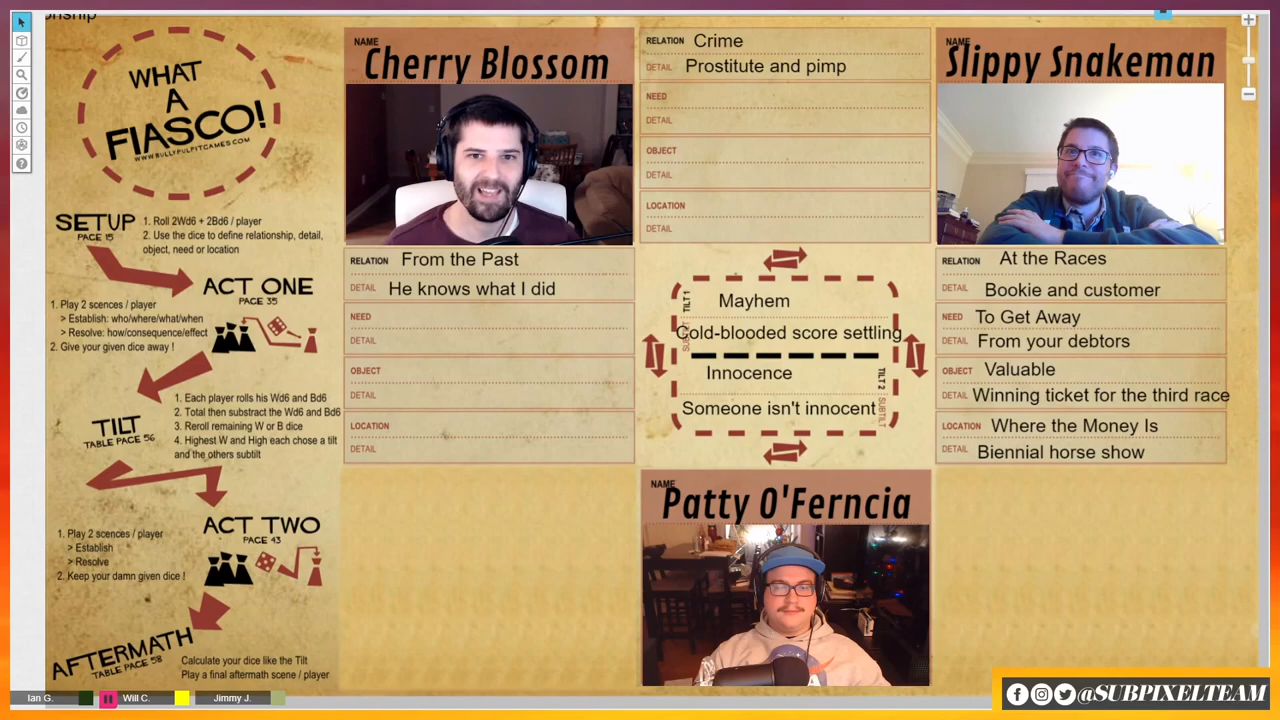 onship
WHAT
A
FIASCO!
WWW.BULLYPULPITGAMES.COM
SETUP
PAGE 15
1. Roll 2Wd6 + 2Bd6 / player
2. Use the dice to define relationship, detail,
object, need or location
ACT ONE
PAGE 35
1. Play 2 scences / player
> Establish: who/where/what/when
> Resolve: how/consequence/effect
2. Give your given dice away !
TILT
TABLE PAGE 56
1. Each player rolls his Wd6 and Bd6
2. Total then substract the Wd6 and Bd6
3. Reroll remaining W or B dice
4. Highest W and High each chose a tilt
and the others subtilt
ACT TWO
PAGE 43
1. Play 2 scences / player
> Establish
> Resolve
2. Keep your damn given dice !
AFTERMATH
TABLE PAGE 58
Calculate your dice like the Tilt
Play a final aftermath scene / player
NAME
Cherry Blossom
RELATION Crime
DETAIL Prostitute and pimp
NEED
DETAIL
OBJECT
DETAIL
LOCATION
DETAIL
NAME
Slippy Snakeman
RELATION From the Past
DETAIL He knows what I did
NEED
DETAIL
OBJECT
DETAIL
LOCATION
DETAIL
TILT 1
Mayhem
Cold-blooded score settling
Innocence
TILT 2
Someone isn't innocent
SUBTILT
RELATION At the Races
DETAIL Bookie and customer
NEED To Get Away
DETAIL From your debtors
OBJECT Valuable
DETAIL Winning ticket for the third race
LOCATION Where the Money Is
DETAIL Biennial horse show
NAME
Patty O'Ferncia
Ian G.
Will C.
Jimmy J.
@SUBPIXELTEAM